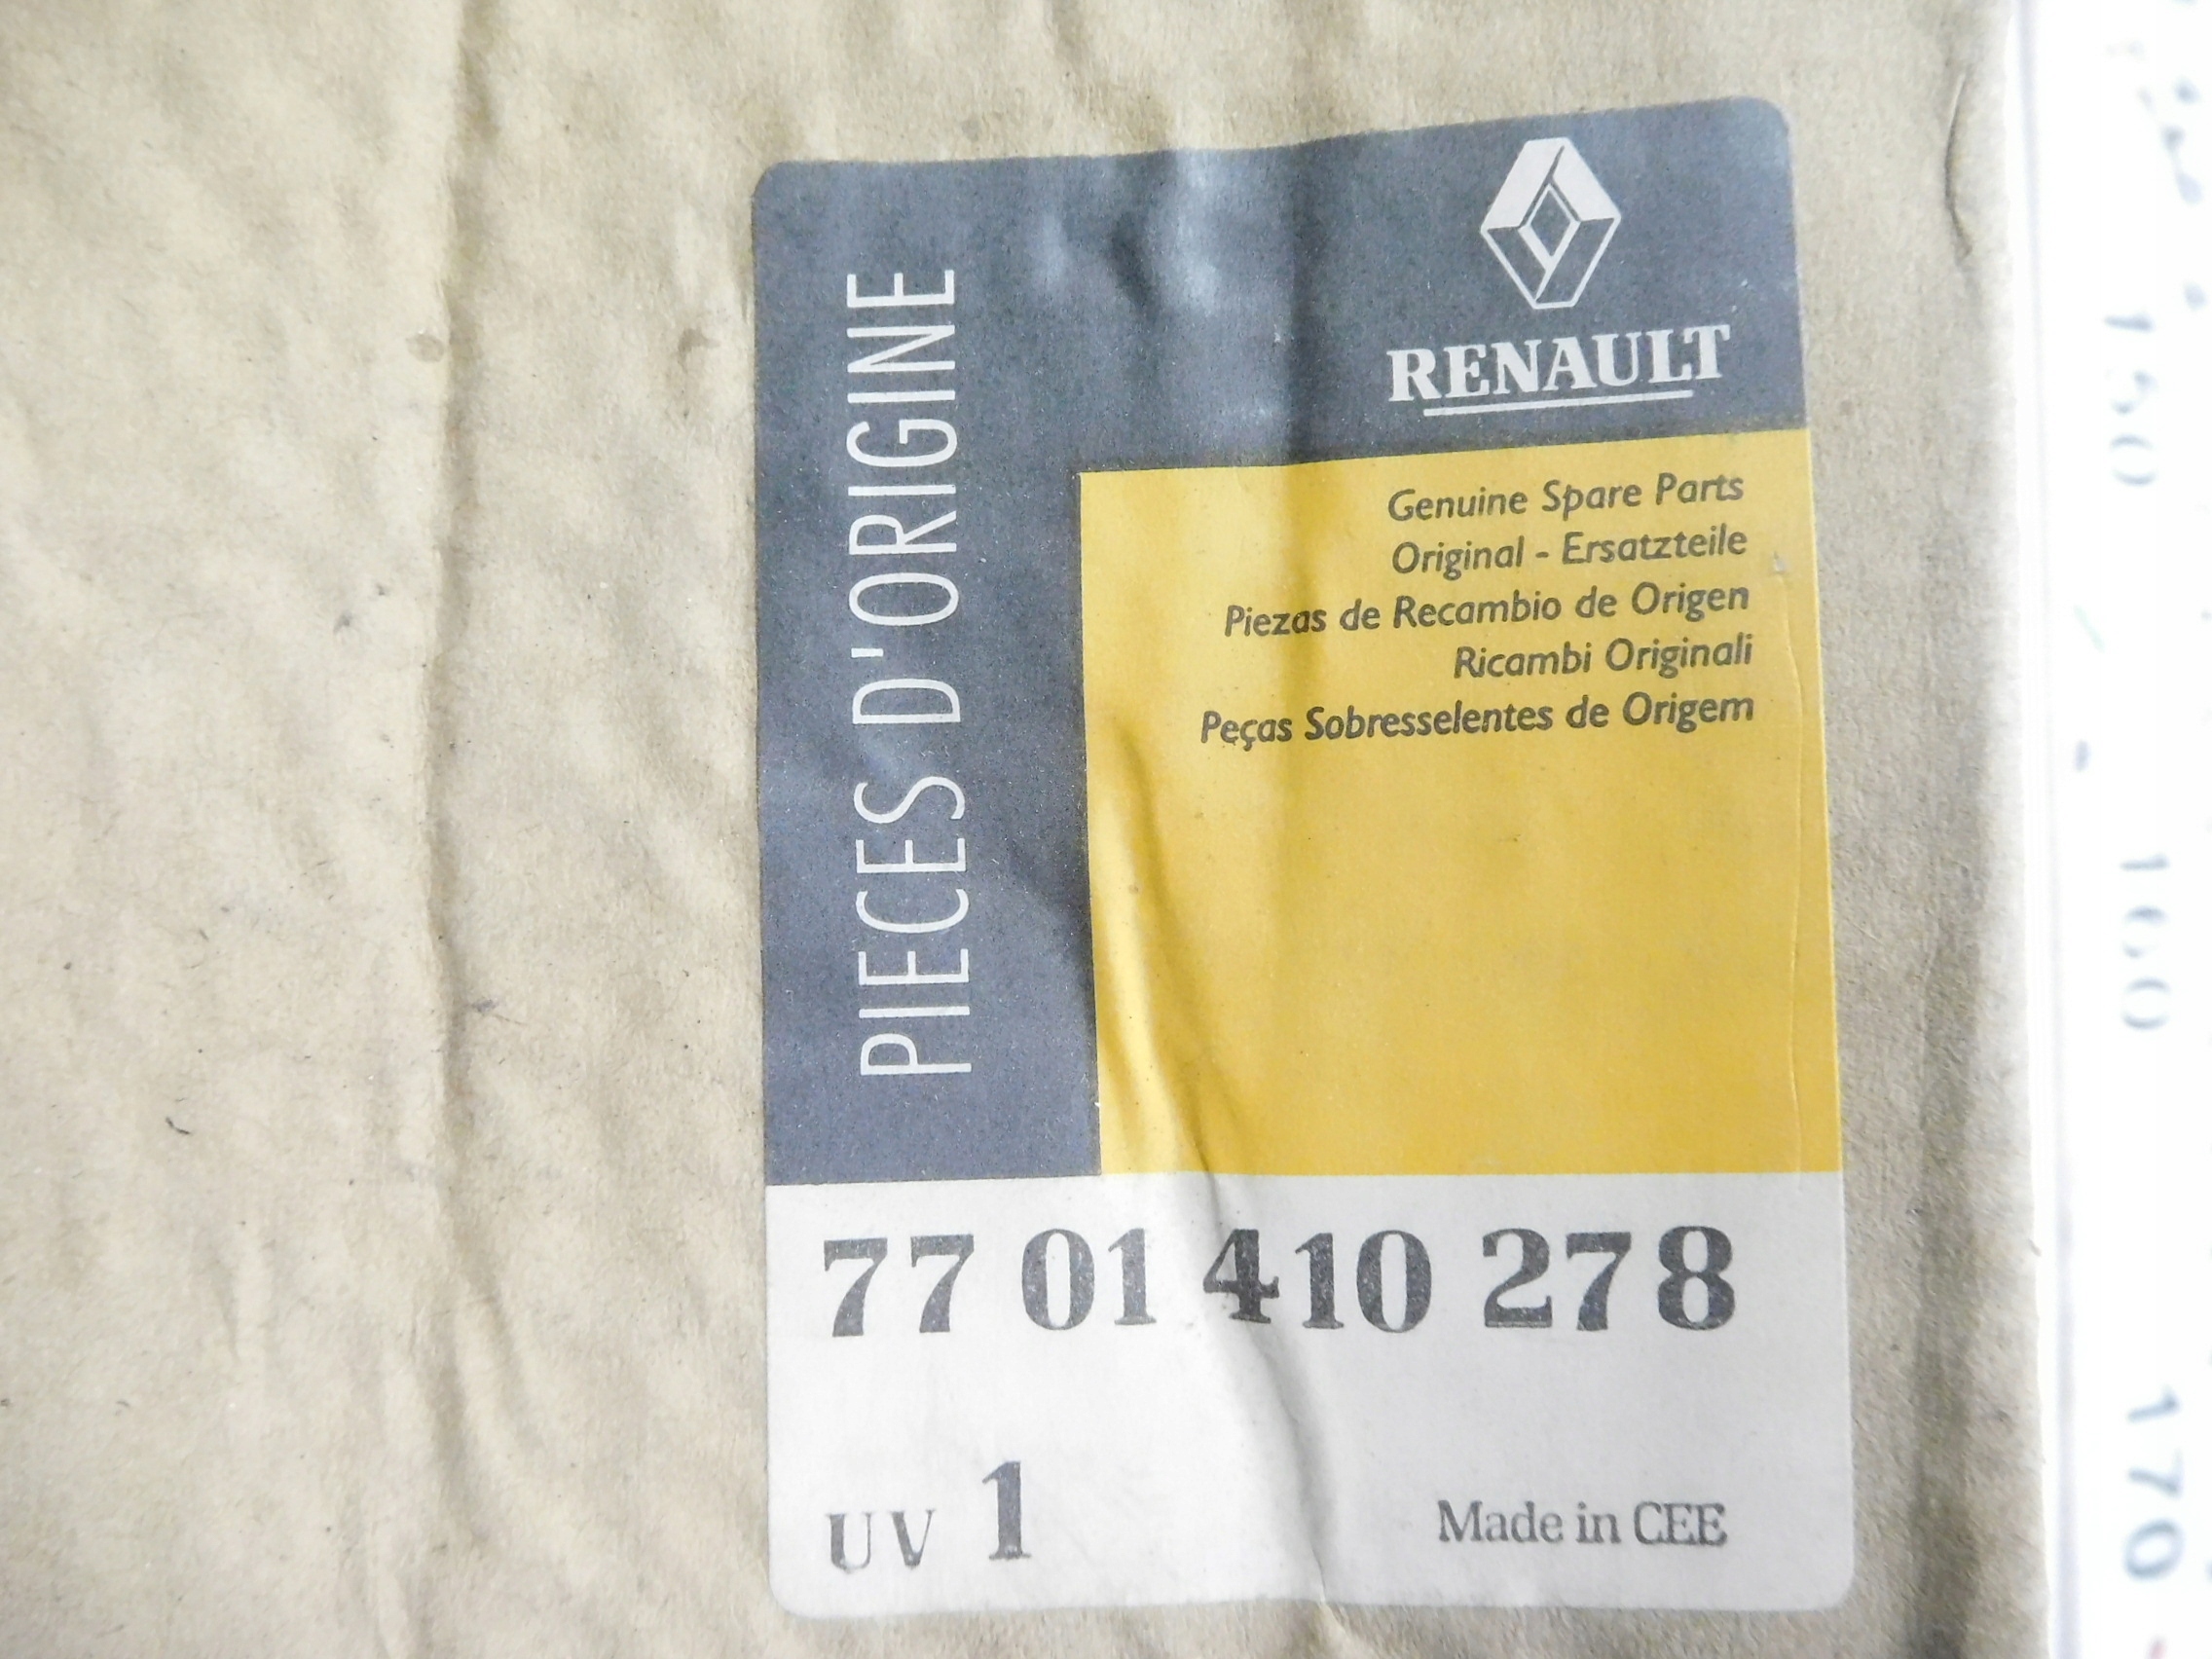 PIECES D'ORIGINE
RENAULT
Genuine Spare Parts
Original - Ersatzteile
Piezas de Recambio de Origen
Ricambi Originali
Peças Sobresselentes de Origem
77 01 410 278
UV 1
Made in CEE
150
160
170